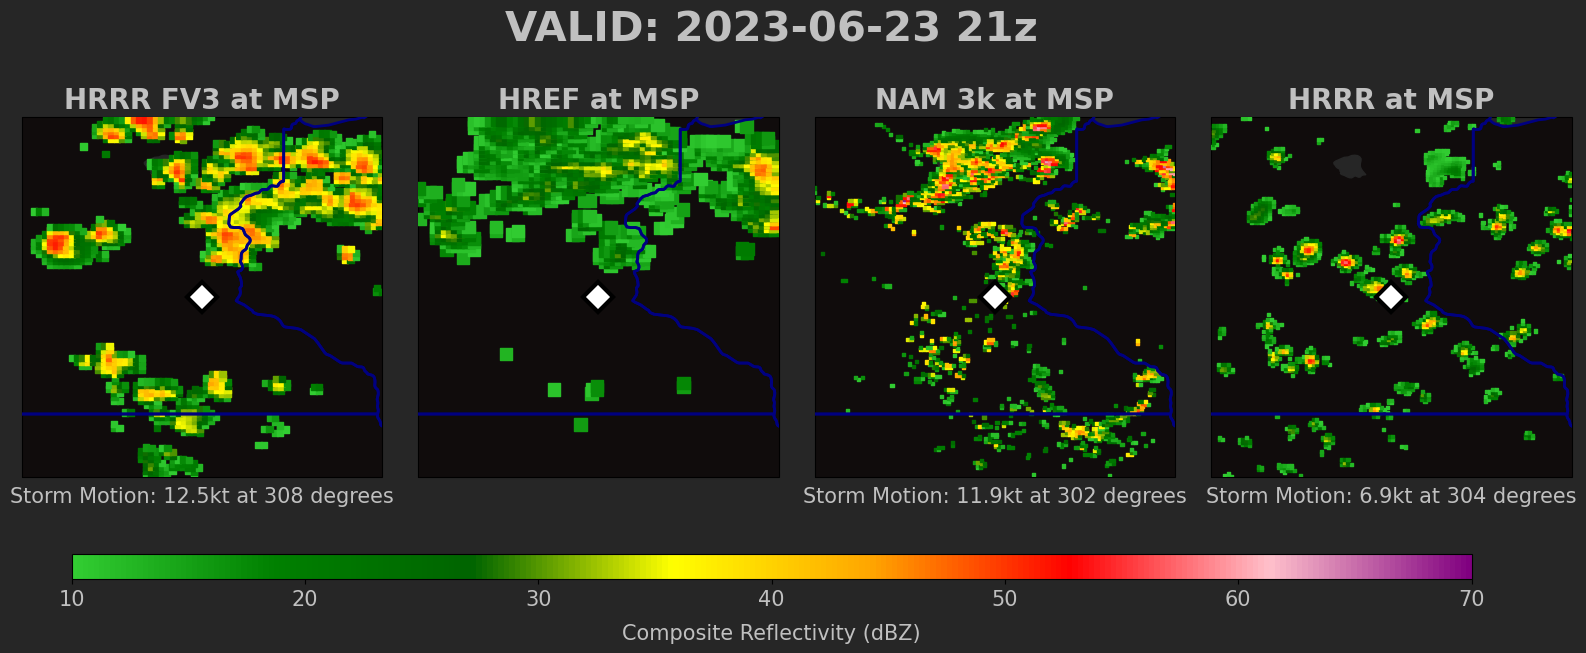 VALID: 2023-06-23 21z
HRRR FV3 at MSP
HREF at MSP
NAM 3k at MSP
HRRR at MSP
Storm Motion: 12.5kt at 308 degrees
Storm Motion: 11.9kt at 302 degrees
Storm Motion: 6.9kt at 304 degrees
10 20 30 40 50 60 70
Composite Reflectivity (dBZ)